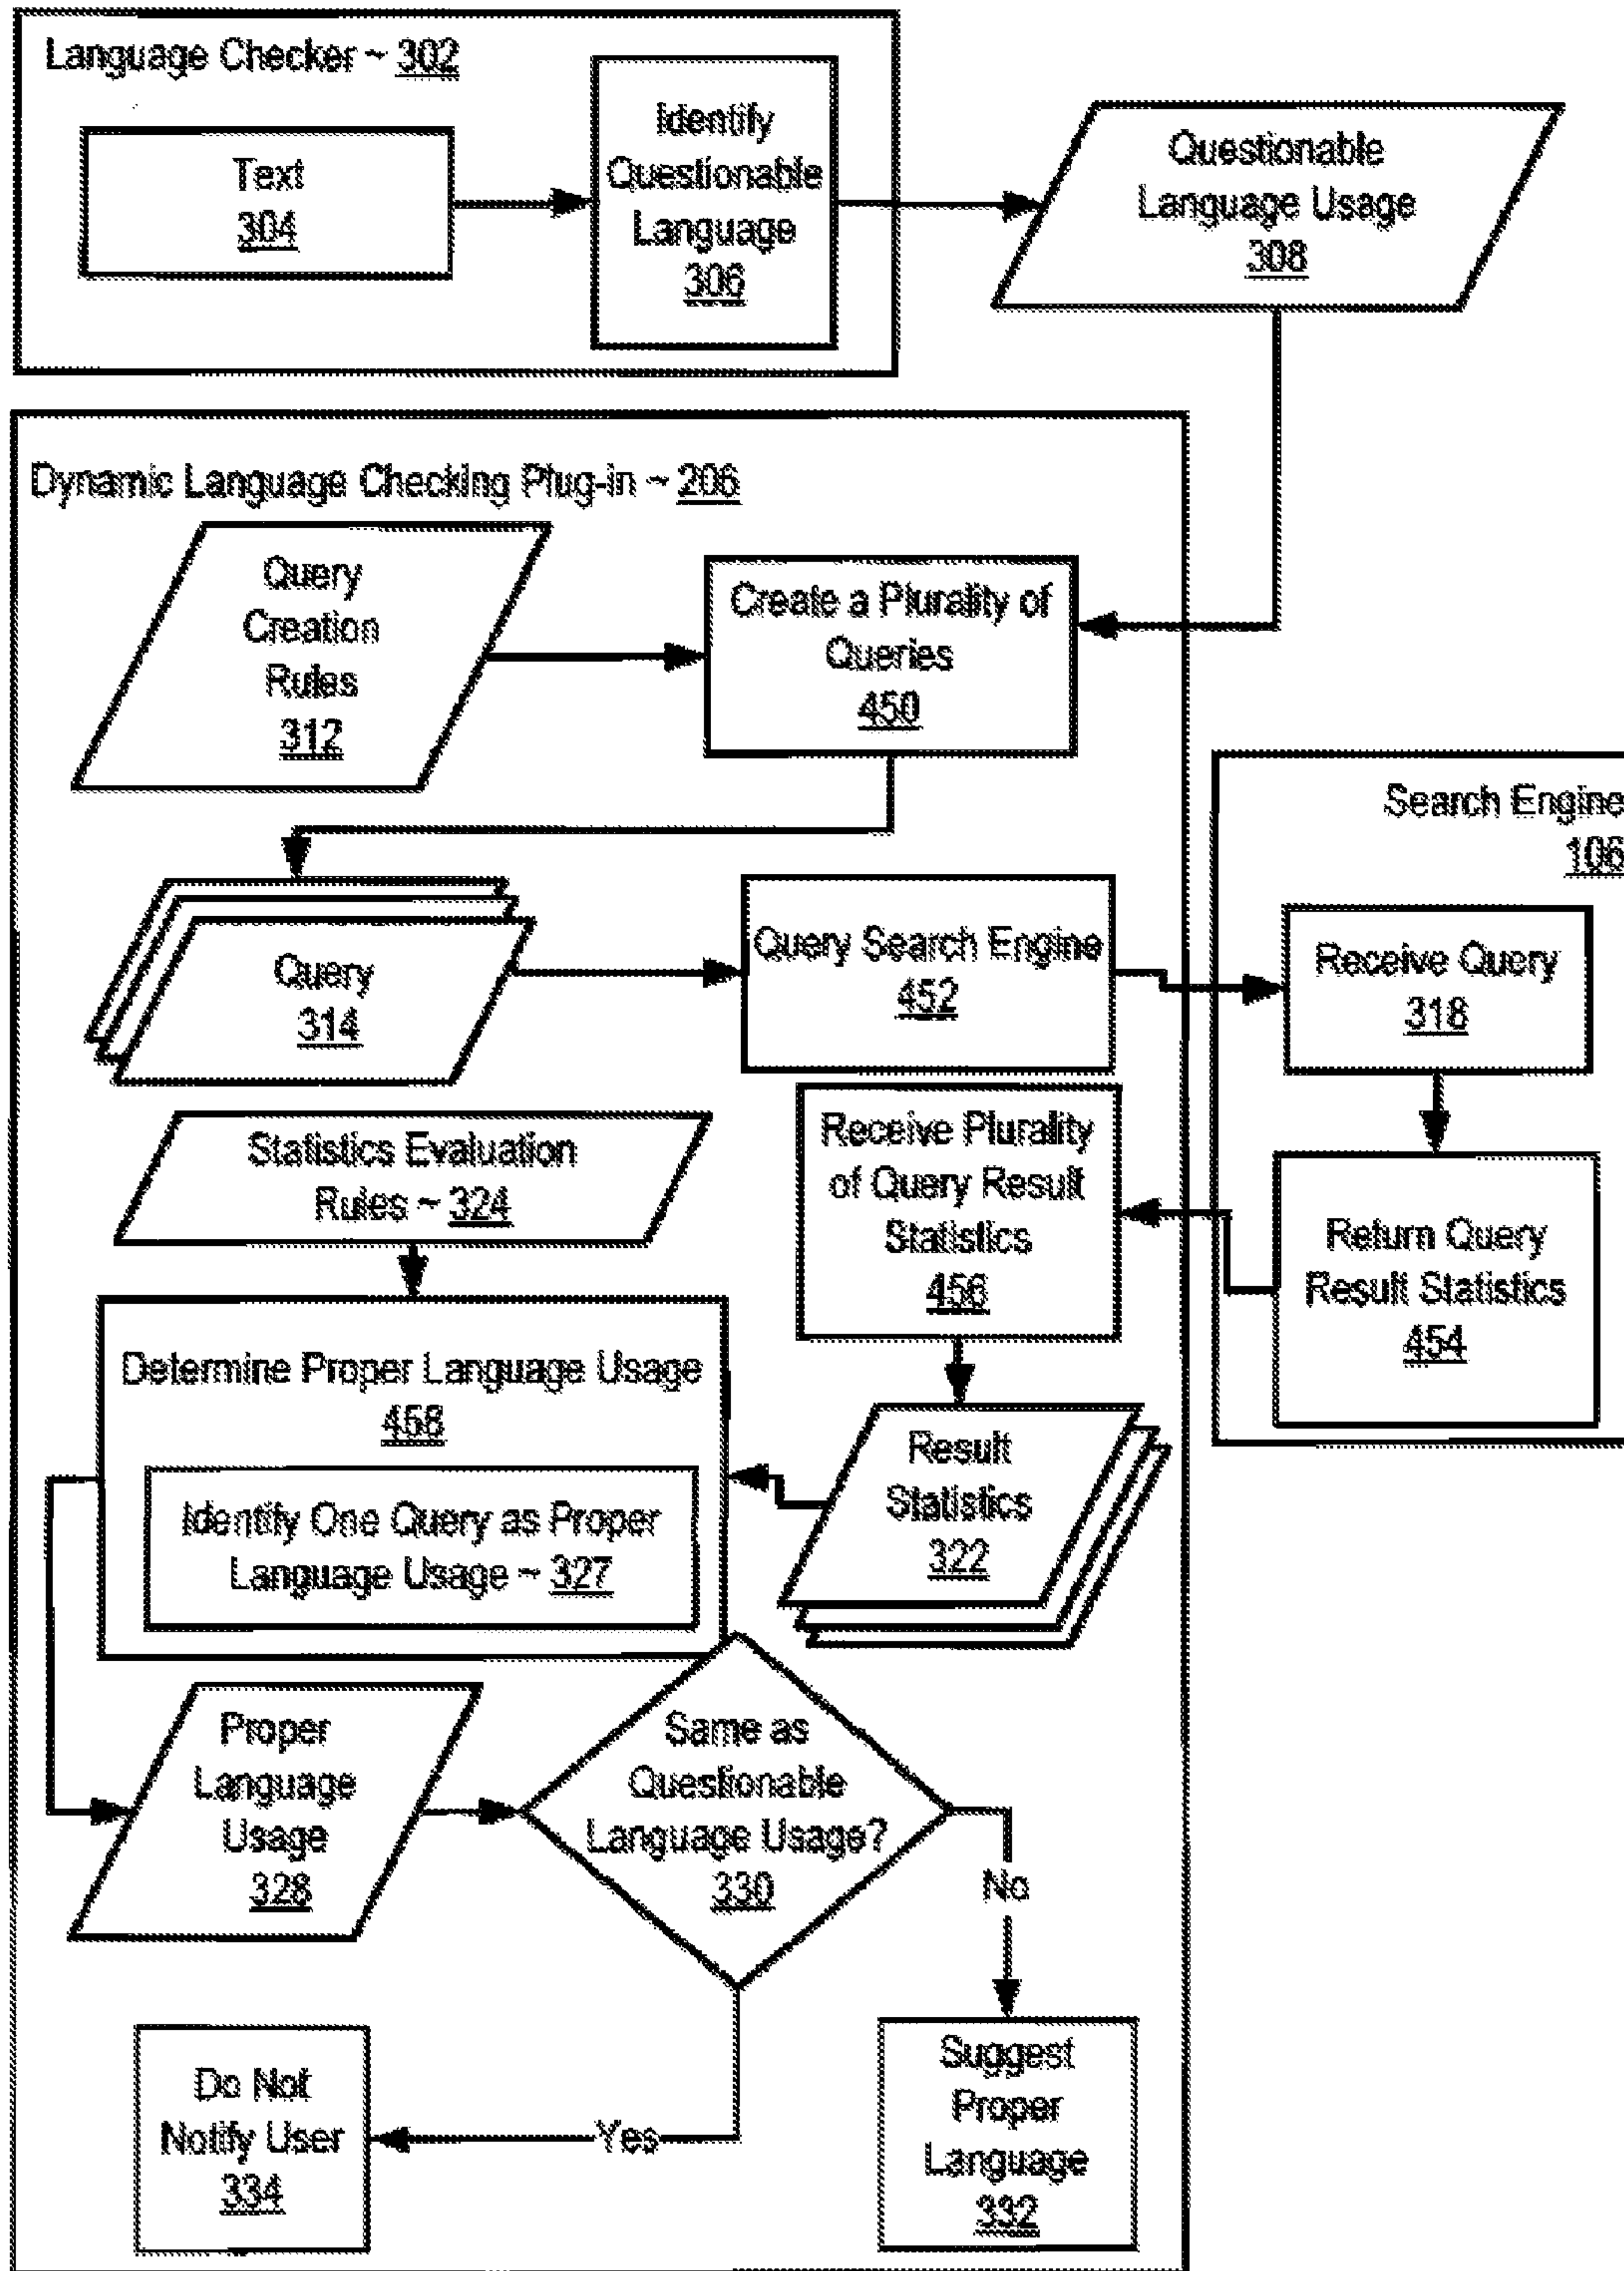 Language Checker ~ 302
Text
304
Identify
Questionable
Language
306
Questionable
Language Usage
308
Dynamic Language Checking Plug-in ~ 206
Query
Creation
Rules
312
Create a Plurality of
Queries
450
Search Engine
106
Query
314
Query Search Engine
452
Receive Query
318
Statistics Evaluation
Rules ~ 324
Receive Plurality
of Query Result
Statistics
456
Return Query
Result Statistics
454
Determine Proper Language Usage
458
Identify One Query as Proper
Language Usage ~ 327
Result
Statistics
322
Proper
Language
Usage
328
Same as
Questionable
Language Usage?
330
No
Yes
Do Not
Notify User
334
Suggest
Proper
Language
332